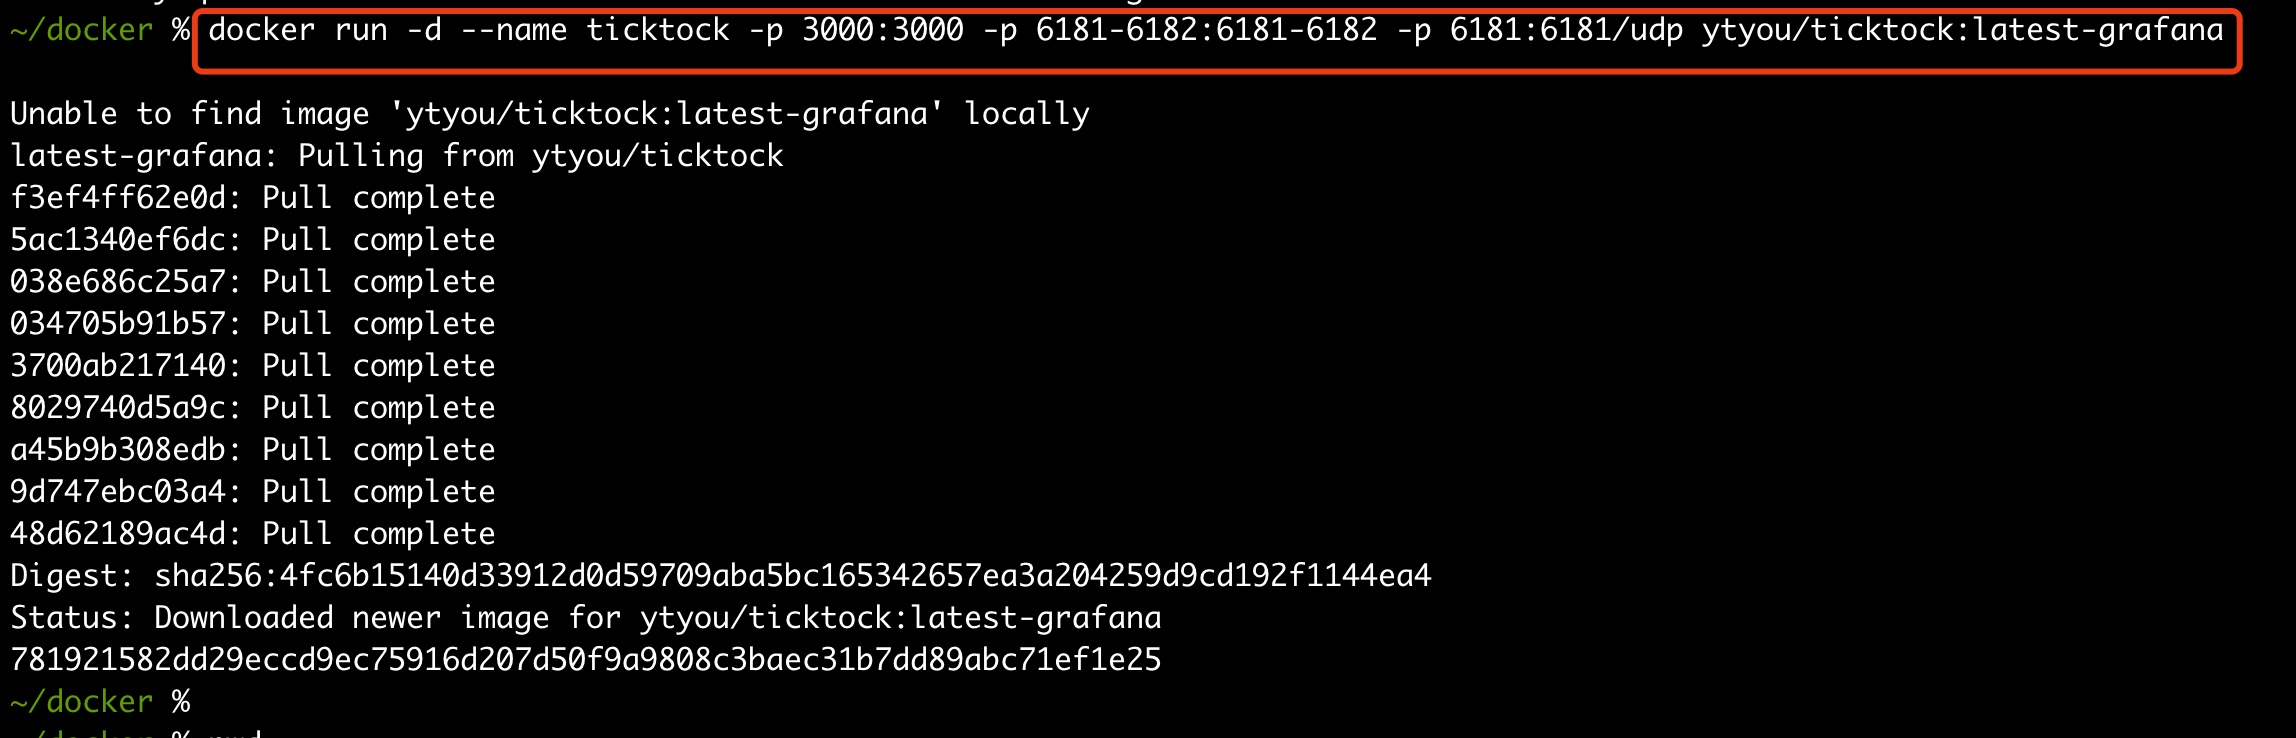 ~/docker % docker run -d --name ticktock -p 3000:3000 -p 6181-6182:6181-6182 -p 6181:6181/udp ytyou/ticktock:latest-grafana
Unable to find image 'ytyou/ticktock:latest-grafana' locally
latest-grafana: Pulling from ytyou/ticktock
f3ef4ff62e0d: Pull complete
5ac1340ef6dc: Pull complete
038e686c25a7: Pull complete
034705b91b57: Pull complete
3700ab217140: Pull complete
8029740d5a9c: Pull complete
a45b9b308edb: Pull complete
9d747ebc03a4: Pull complete
48d62189ac4d: Pull complete
Digest: sha256:4fc6b15140d33912d0d59709aba5bc165342657ea3a204259d9cd192f1144ea4
Status: Downloaded newer image for ytyou/ticktock:latest-grafana
781921582dd29eccd9ec75916d207d50f9a9808c3baec31b7dd89abc71ef1e25
~/docker %
~/docker % pwd